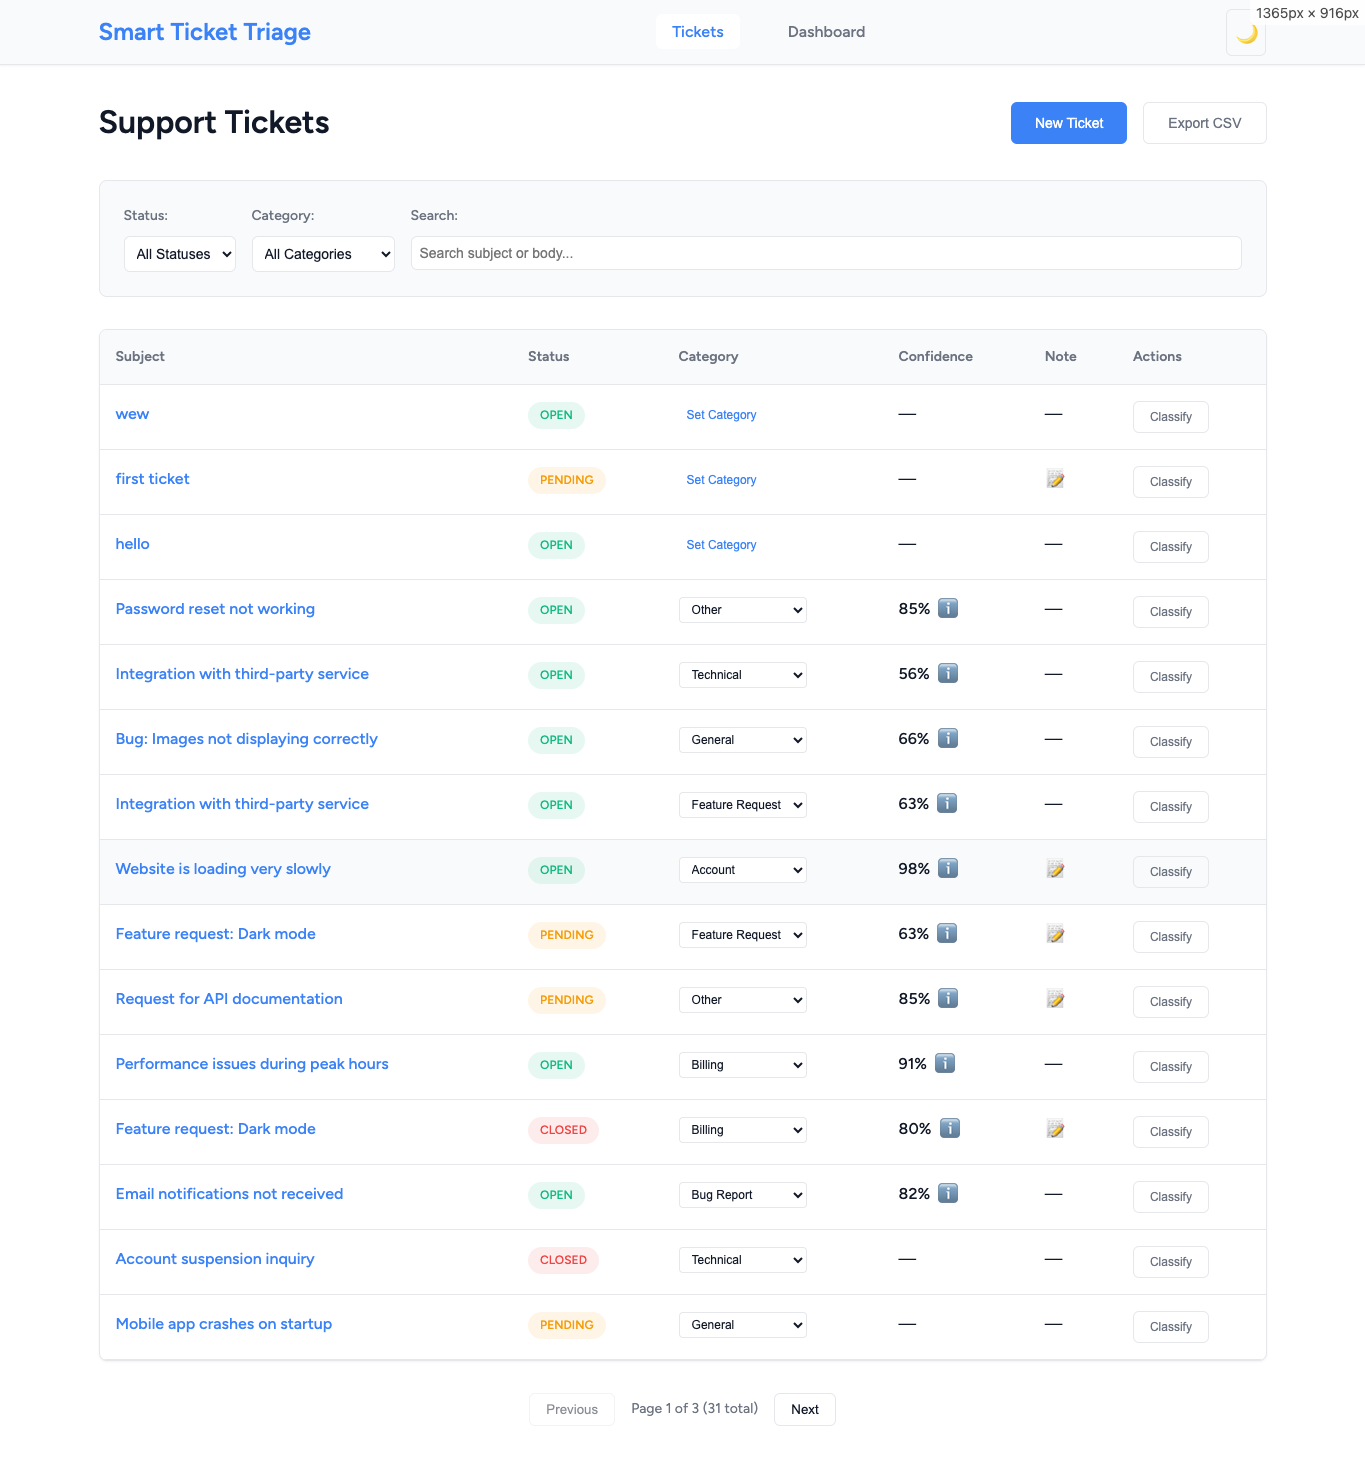 1365px × 916px
Smart Ticket Triage Tickets Dashboard
Support Tickets New Ticket Export CSV
Status: Category: Search:
All Statuses All Categories Search subject or body...
Subject Status Category Confidence Note Actions
wew OPEN Set Category — — Classify
first ticket PENDING Set Category — Classify
hello OPEN Set Category — — Classify
Password reset not working OPEN Other 85% — Classify
Integration with third-party service OPEN Technical 56% — Classify
Bug: Images not displaying correctly OPEN General 66% — Classify
Integration with third-party service OPEN Feature Request 63% — Classify
Website is loading very slowly OPEN Account 98% Classify
Feature request: Dark mode PENDING Feature Request 63% Classify
Request for API documentation PENDING Other 85% Classify
Performance issues during peak hours OPEN Billing 91% — Classify
Feature request: Dark mode CLOSED Billing 80% Classify
Email notifications not received OPEN Bug Report 82% — Classify
Account suspension inquiry CLOSED Technical — — Classify
Mobile app crashes on startup PENDING General — — Classify
Previous Page 1 of 3 (31 total) Next